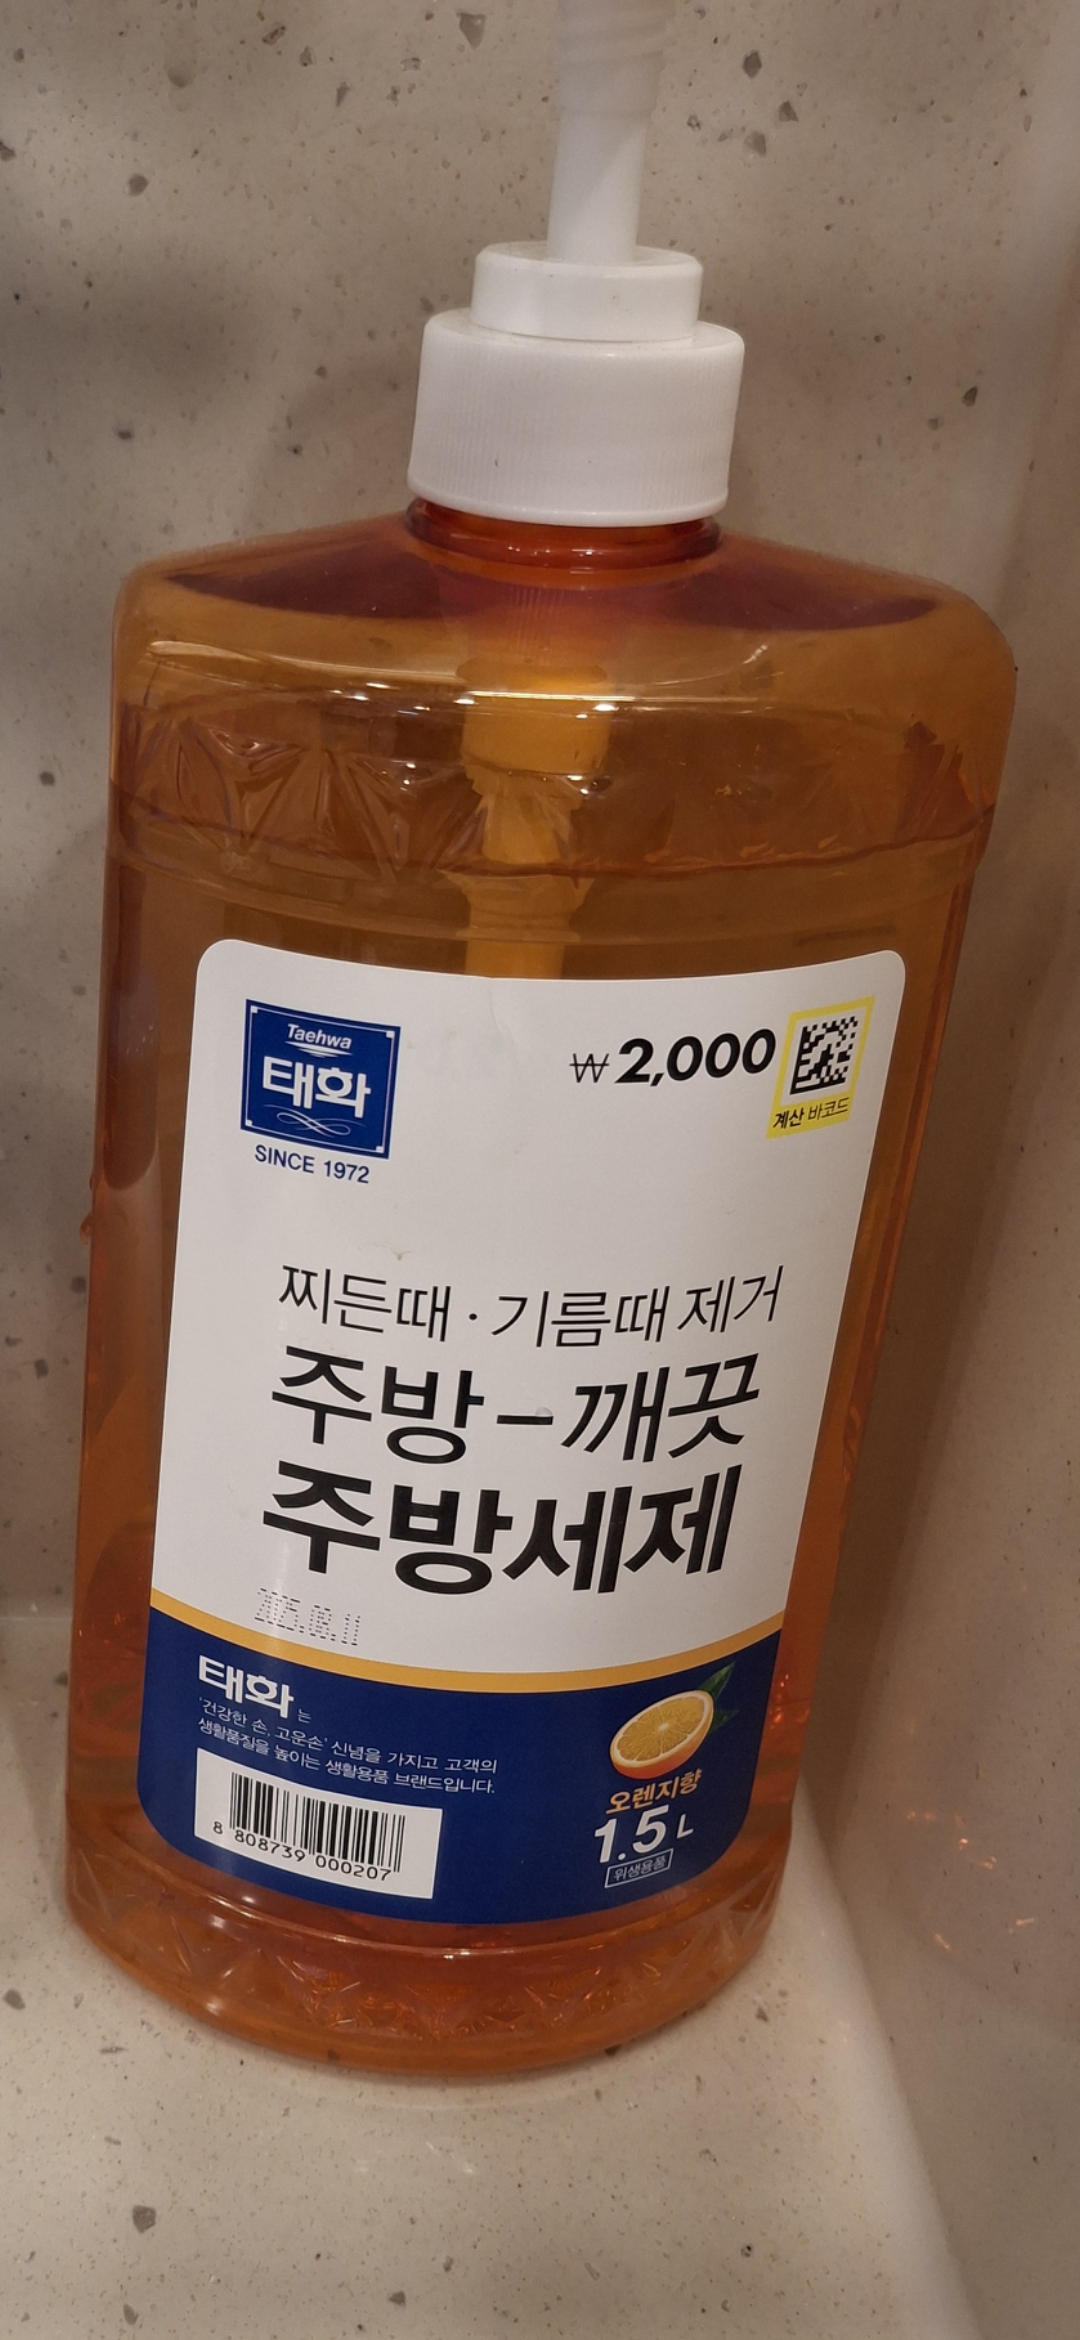 Taehwa
태화
SINCE 1972
₩2,000
계산 바코드
찌든때·기름때 제거
주방-깨끗
주방세제
2025.08.11
태화는
'건강한 손, 고운손' 신념을 가지고 고객의
생활품질을 높이는 생활용품 브랜드입니다.
8 808739 000207
오렌지향
1.5 L
위생용품